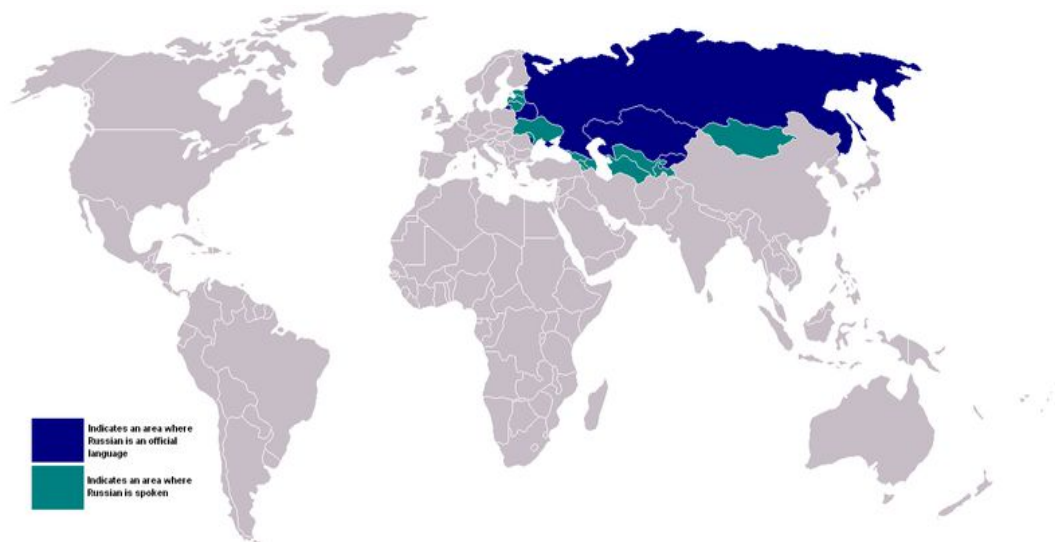 Indicates an area where
Russian is an official
language
Indicates an area where
Russian is spoken